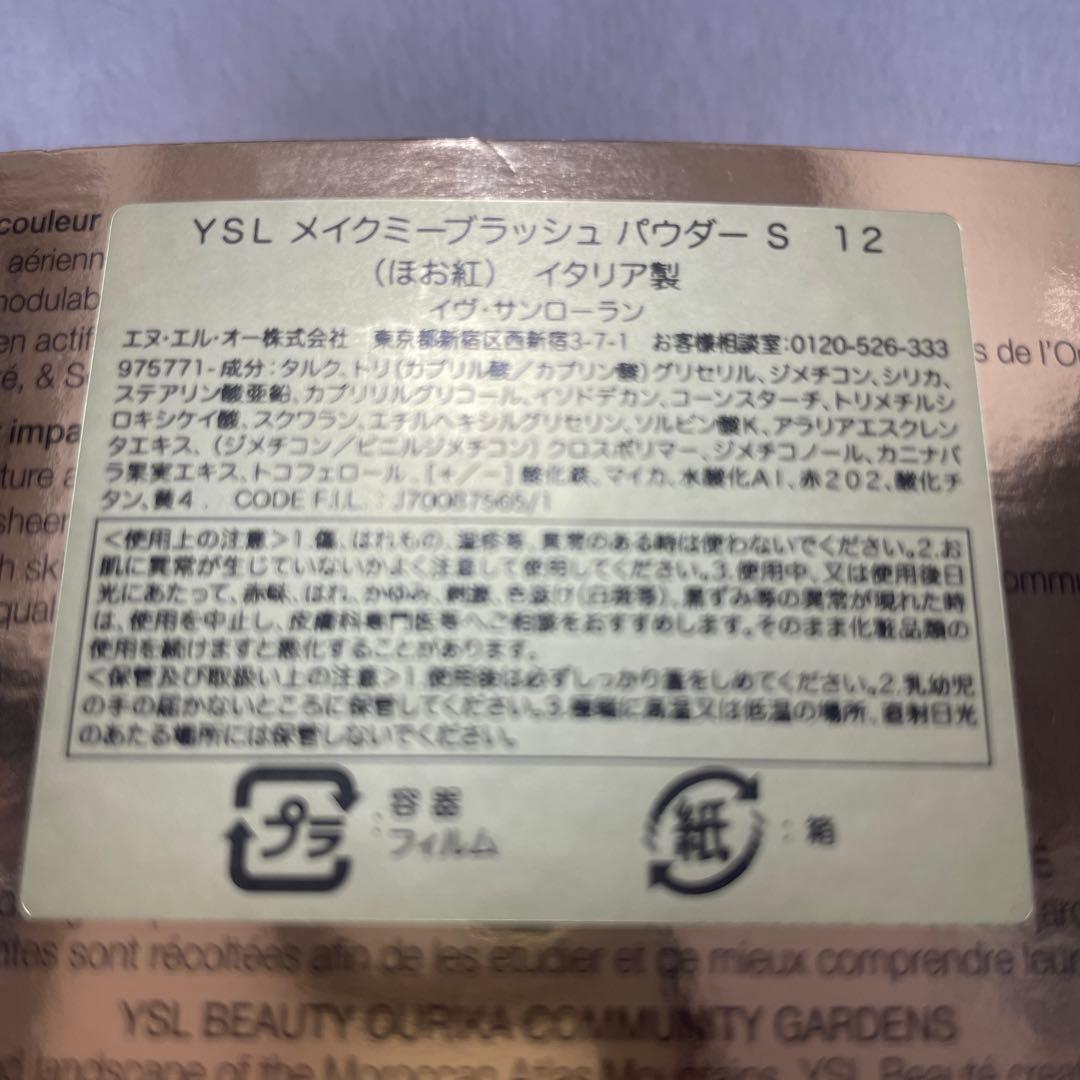 couleur
aérienn
modulab
en actif
é, & S
s de l'O
impa
ture a
sheer
h sk
qual
YSL メイクミーブラッシュ パウダー S 12
（ほお紅） イタリア製
イヴ・サンローラン
エヌ・エル・オー株式会社 東京都新宿区西新宿3-7-1 お客様相談室:0120-526-333
975771-成分：タルク、トリ(カプリル酸／カプリン酸)グリセリル、ジメチコン、シリカ、
ステアリン酸亜鉛、カプリリルグリコール、イソドデカン、コーンスターチ、トリメチルシ
ロキシケイ酸、スクワラン、エチルヘキシルグリセリン、ソルビン酸K、アラリアエスクレン
タエキス、（ジメチコン／ビニルジメチコン）クロスポリマー、ジメチコノール、カニナバ
ラ果実エキス、トコフェロール、［＋／－］酸化鉄、マイカ、水酸化Al、赤202、酸化チ
タン、黄4． CODE F.I.L. : J70087565/1
＜使用上の注意＞1.傷、はれもの、湿疹等、異常のある時は使わないでください。2.お
肌に異常が生じていないかよく注意して使用してください。3.使用中、又は使用後日
光にあたって、赤味、はれ、かゆみ、刺激、色抜け(白斑等)、黒ずみ等の異常が現れた時
は、使用を中止し、皮膚科専門医等へご相談をおすすめします。そのまま化粧品類の
使用を続けますと悪化することがあります。
＜保管及び取扱い上の注意＞1.使用後は必ずしっかり蓋をしめてください。2.乳幼児
の手の届かないところに保管してください。3.極端に高温又は低温の場所、直射日光
のあたる場所には保管しないでください。
プラ : 容器
: フィルム
紙 : 箱
ommu
ntes sont récoltées afin de les étudier et de mieux comprendre leur
YSL BEAUTY OURIKA COMMUNITY GARDENS
landscape of the Moroccan Atlas Mountains, YSL Beauté creat